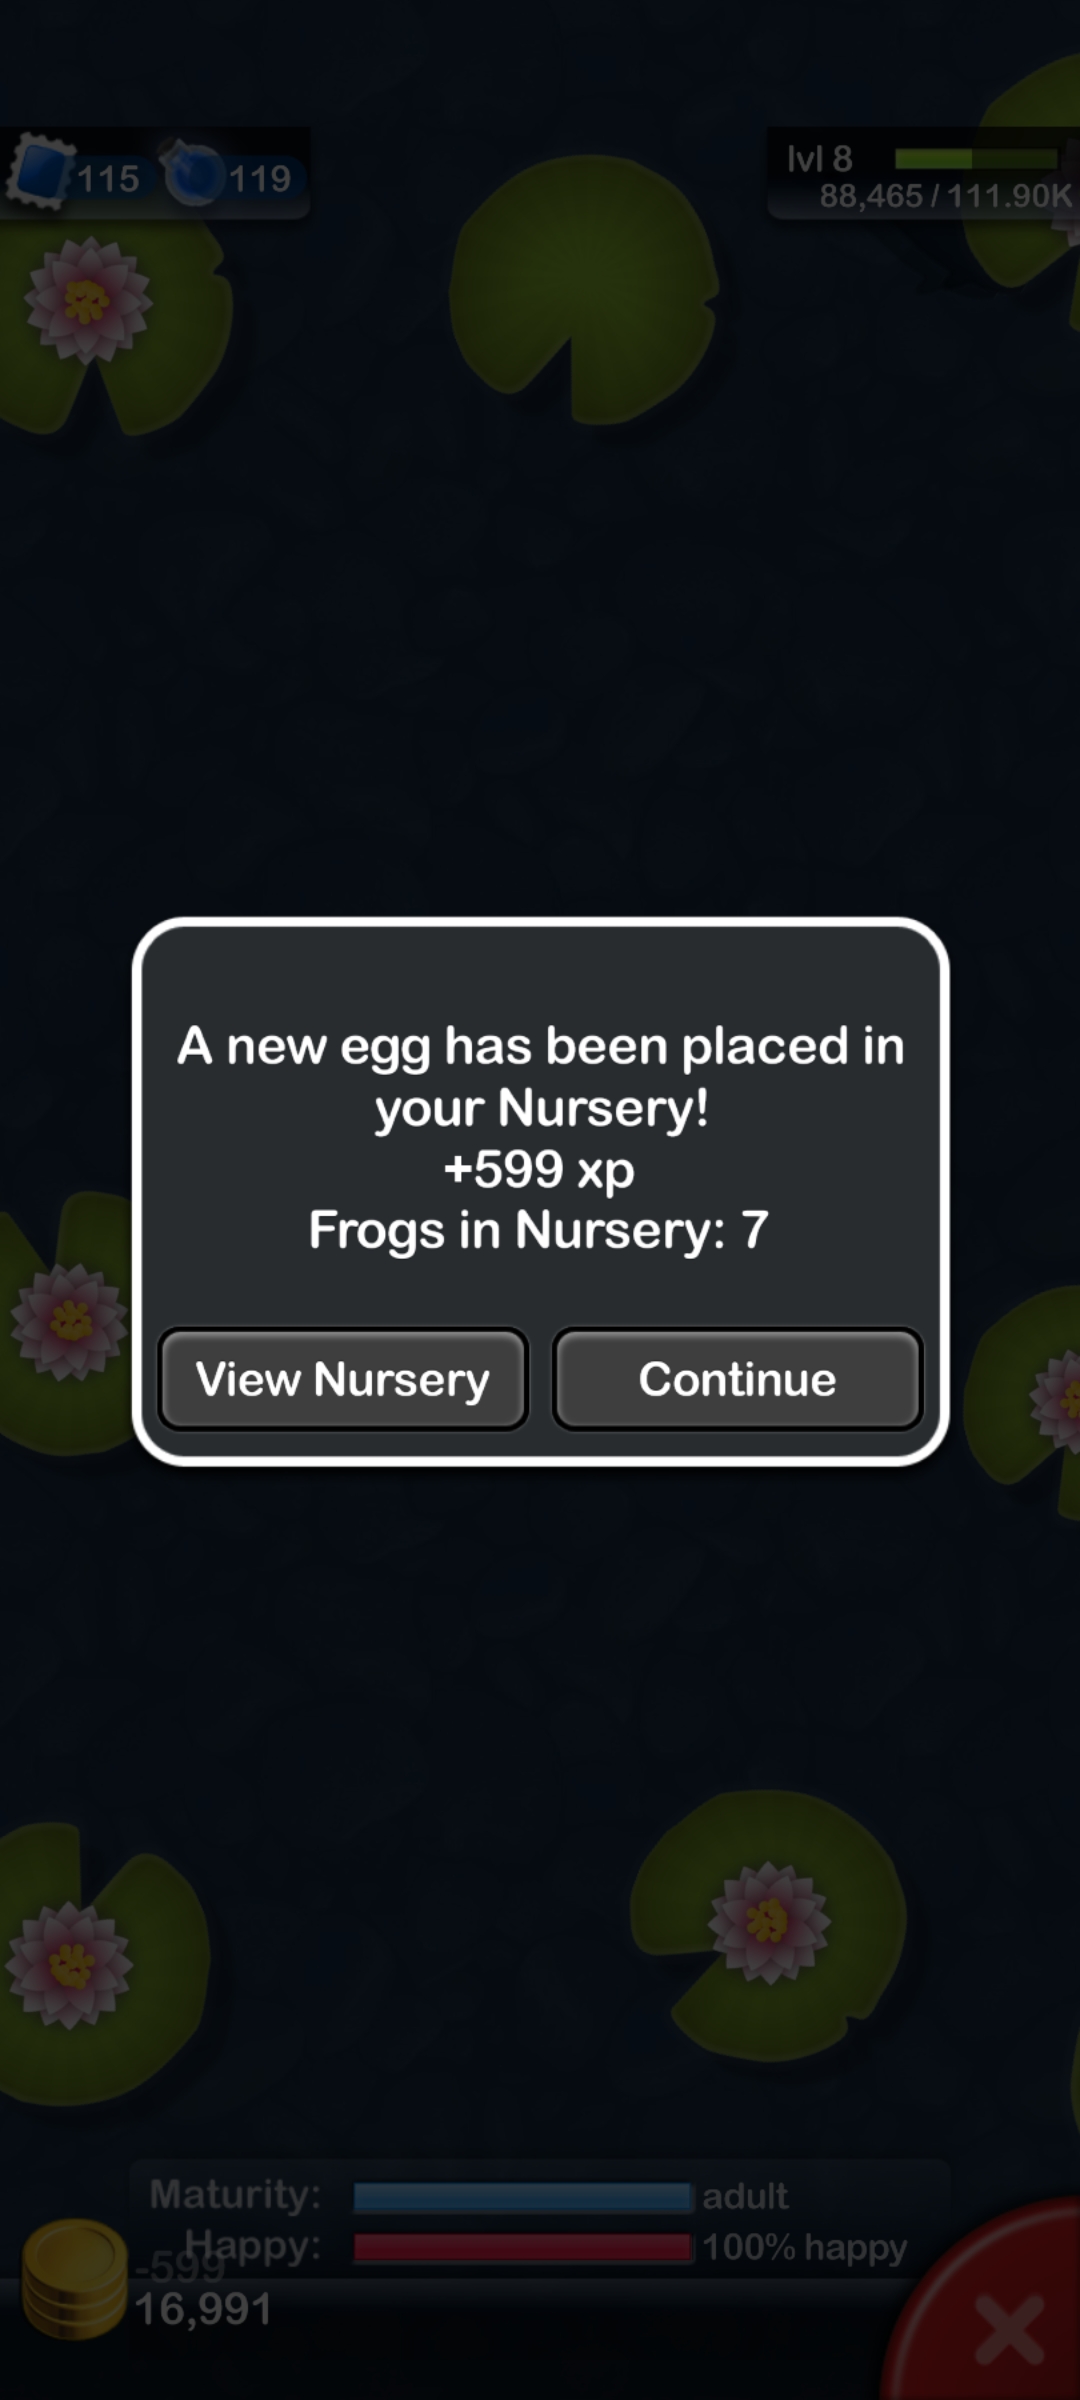 115 119
lvl 8
88,465 / 111.90K
A new egg has been placed in
your Nursery!
+599 xp
Frogs in Nursery: 7
View Nursery Continue
Maturity: adult
Happy: 100% happy
-599
16,991